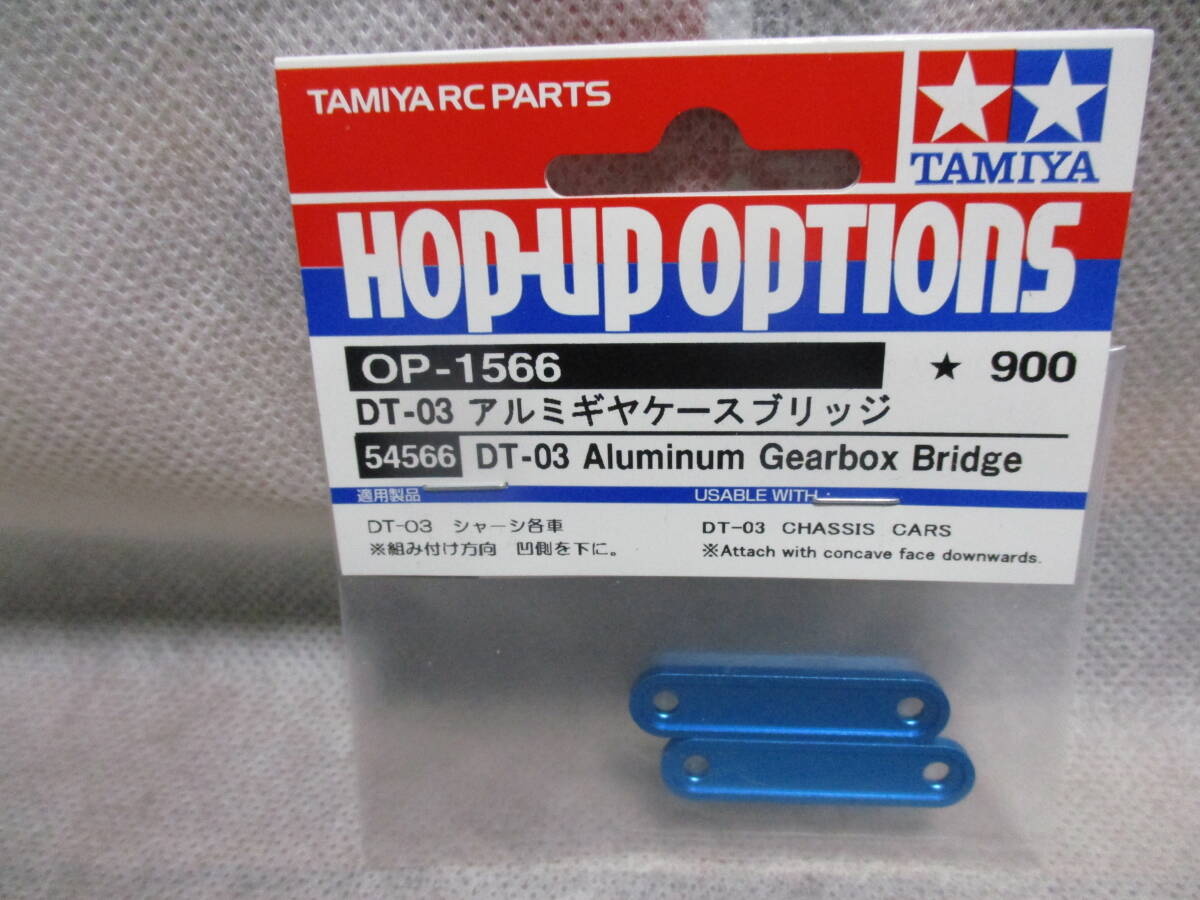 TAMIYA RC PARTS
TAMIYA
HOP-UP OPTIONS
OP-1566 ★ 900
DT-03 アルミギヤケースブリッジ
54566 DT-03 Aluminum Gearbox Bridge
適用製品 USABLE WITH
DT-03 シャーシ各車
※組み付け方向 凹側を下に。
DT-03 CHASSIS CARS
※Attach with concave face downwards.